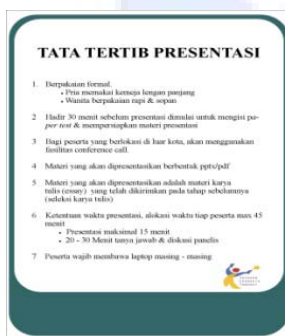 TATA TERTIB PRESENTASI
1. Berpakaian formal.
• Pria memakai kemeja lengan panjang
• Wanita berpakaian rapi & sopan
2 Hadir 30 menit sebelum presentasi dimulai untuk mengisi pa-
per test & mempersiapkan materi presentasi
3 Bagi peserta yang berlokasi di luar kota, akan menggunakan
fasilitas conference call.
4 Materi yang akan dipresentasikan berbentuk pptx/pdf
5 Materi yang akan dipresentasikan adalah materi karya
tulis (essay) yang telah dikirimkan pada tahap sebelumnya
(seleksi karya tulis)
6 Ketentuan waktu presentasi, alokasi waktu tiap peserta max 45
menit
• Presentasi maksimal 15 menit
• 20 - 30 Menit tanya jawab & diskusi panelis
7 Peserta wajib membawa laptop masing - masing